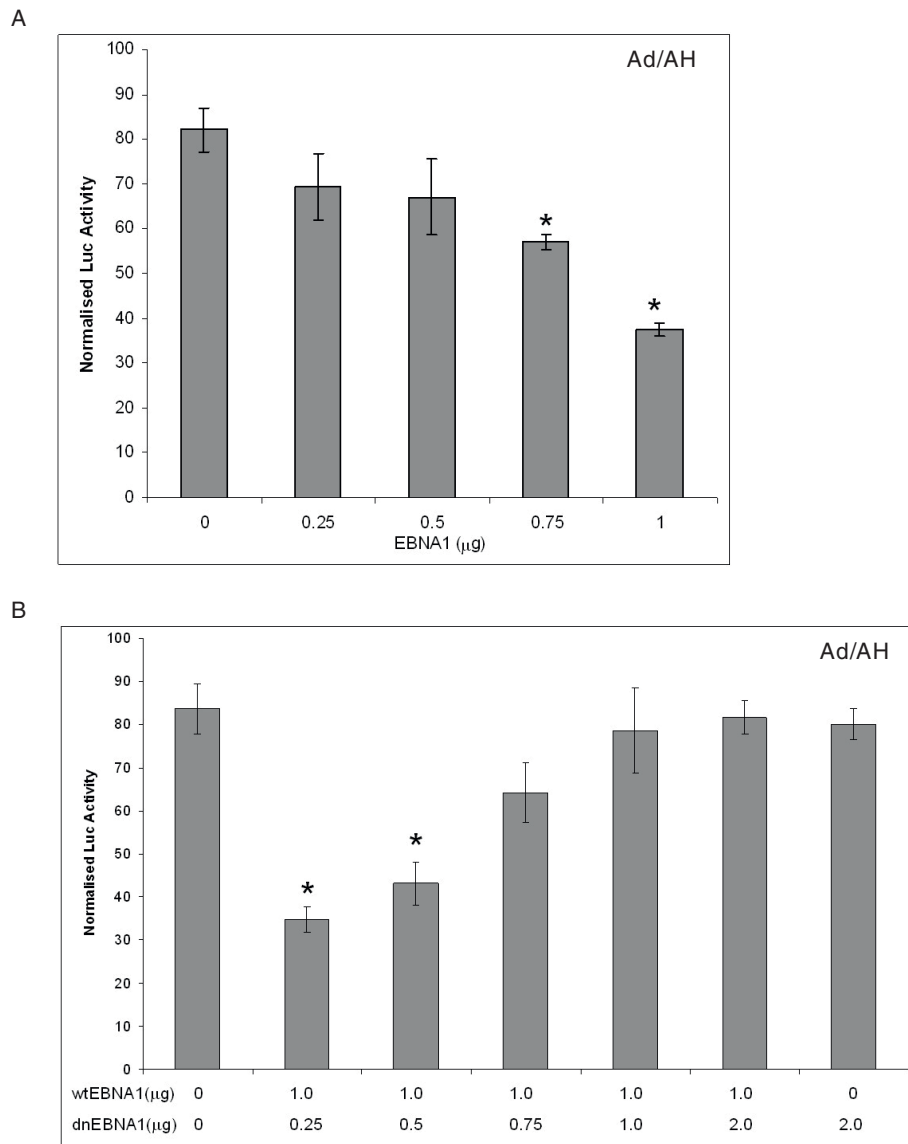 A
Ad/AH
Normalised Luc Activity
100
90
80
70
60
50
40
30
20
10
0
*
*
0 0.25 0.5 0.75 1
EBNA1 (μg)
B
Ad/AH
Normalised Luc Activity
100
90
80
70
60
50
40
30
20
10
0
*
*
wtEBNA1(μg) 0 1.0 1.0 1.0 1.0 1.0 0
dnEBNA1(μg) 0 0.25 0.5 0.75 1.0 2.0 2.0